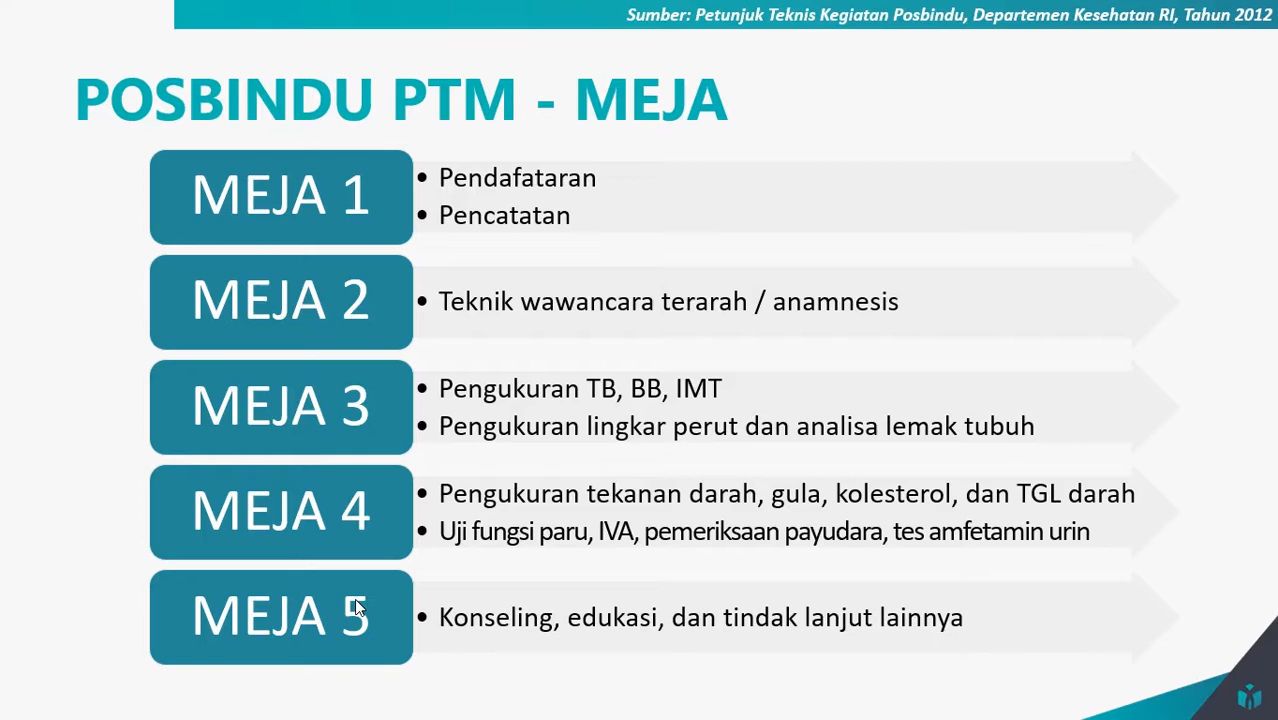 Sumber: Petunjuk Teknis Kegiatan Posbindu, Departemen Kesehatan RI, Tahun 2012
POSBINDU PTM - MEJA
MEJA 1
• Pendafataran
• Pencatatan
MEJA 2
• Teknik wawancara terarah / anamnesis
MEJA 3
• Pengukuran TB, BB, IMT
• Pengukuran lingkar perut dan analisa lemak tubuh
MEJA 4
• Pengukuran tekanan darah, gula, kolesterol, dan TGL darah
• Uji fungsi paru, IVA, pemeriksaan payudara, tes amfetamin urin
MEJA 5
• Konseling, edukasi, dan tindak lanjut lainnya